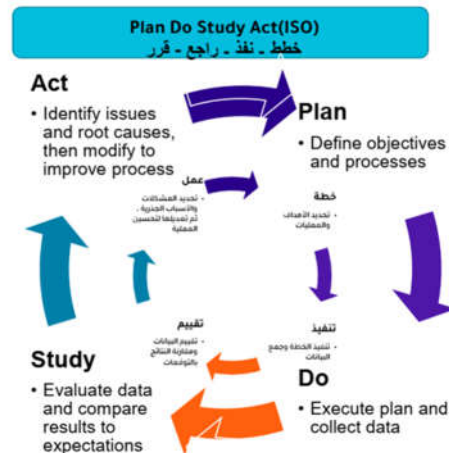 Plan Do Study Act(ISO)
خطط - نفذ - راجع - قرر
Act
• Identify issues
and root causes,
then modify to
improve process
Plan
• Define objectives
and processes
عمل
• تحديد المشكلات
والأسباب الجذرية ،
ثم تعديلها لتحسين
العملية
خطة
• تحديد الأهداف
والعمليات
تقييم
• تقييم البيانات
ومقارنة النتائج
بالتوقعات
تنفيذ
• تنفيذ الخطة وجمع
البيانات
Study
• Evaluate data
and compare
results to
expectations
Do
• Execute plan and
collect data